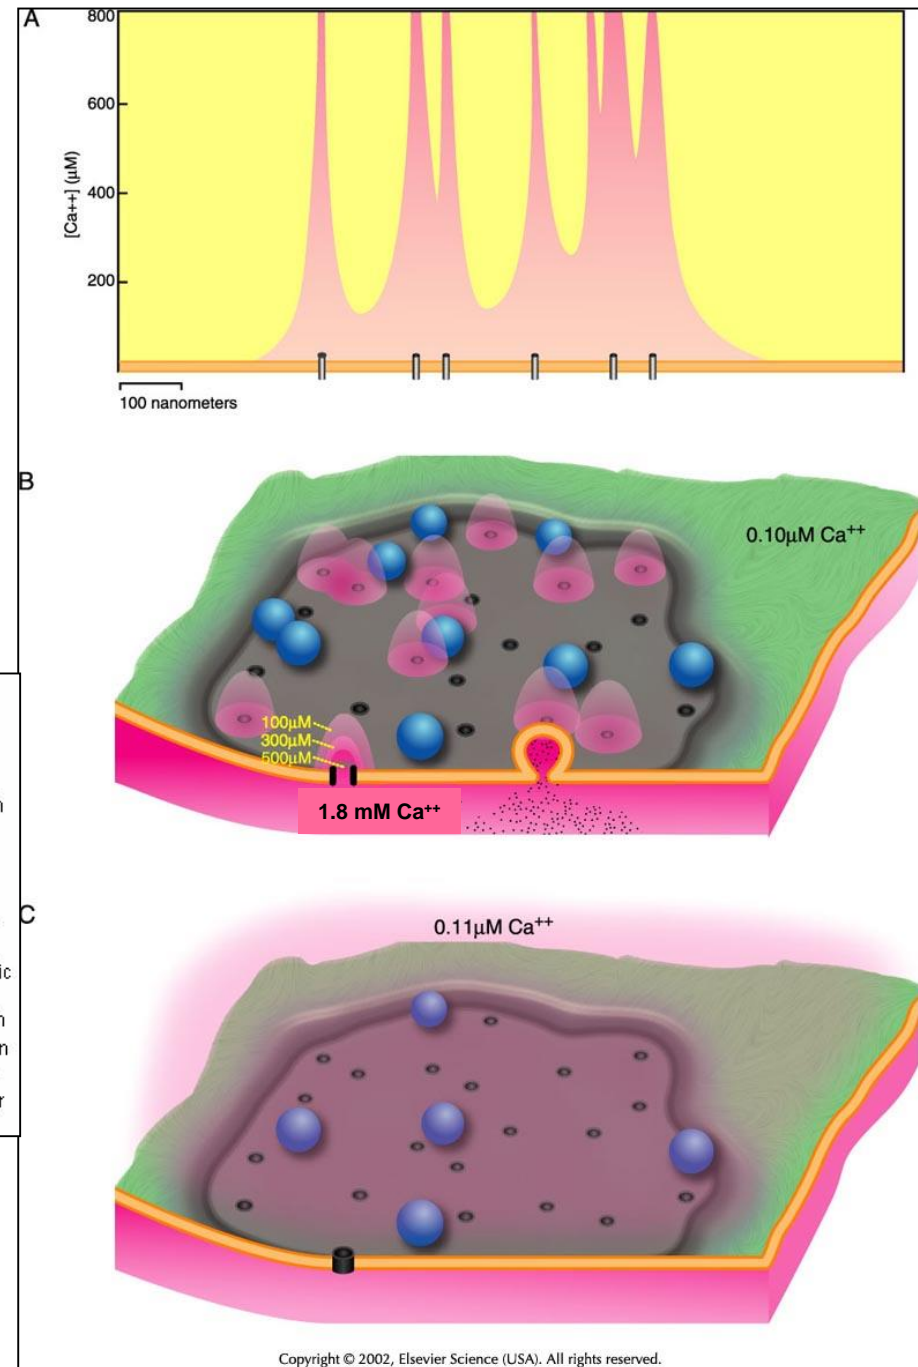 A
800
600
400
200
[Ca++] (µM)
100 nanometers
B
0.10µM Ca++
100µM
300µM
500µM
1.8 mM Ca++
C
0.11µM Ca++
ic
Copyright © 2002, Elsevier Science (USA). All rights reserved.